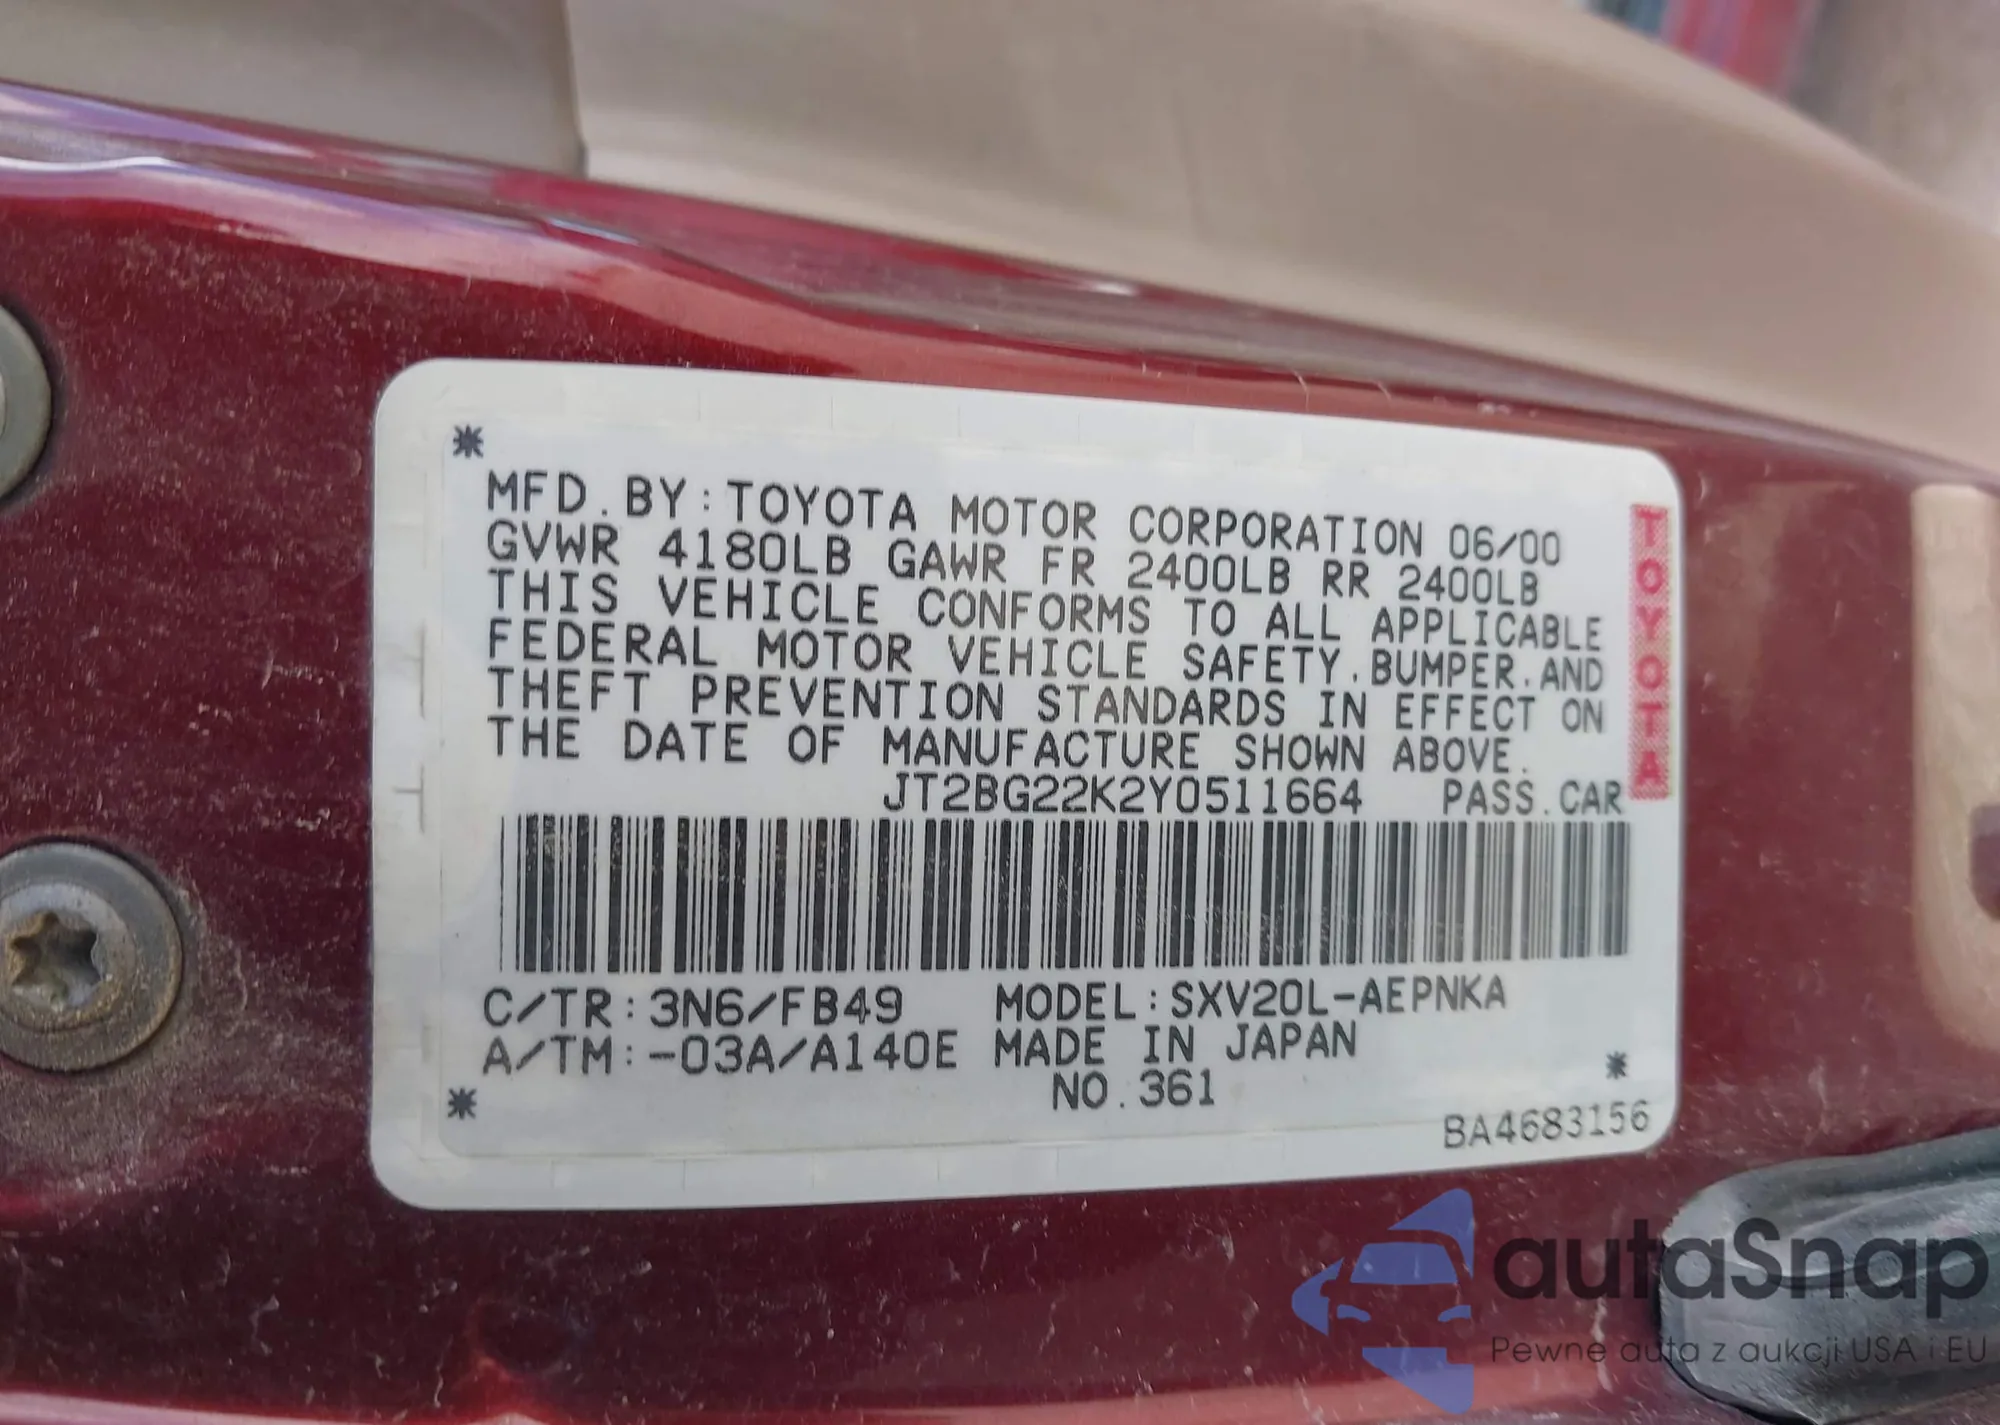 MFD.BY:TOYOTA MOTOR CORPORATION 06/00
GVWR 4180LB GAWR FR 2400LB RR 2400LB
THIS VEHICLE CONFORMS TO ALL APPLICABLE
FEDERAL MOTOR VEHICLE SAFETY.BUMPER.AND
THEFT PREVENTION STANDARDS IN EFFECT ON
THE DATE OF MANUFACTURE SHOWN ABOVE.
JT2BG22K2Y0511664 PASS.CAR
TOYOTA
C/TR:3N6/FB49 MODEL:SXV20L-AEPNKA
A/TM:-03A/A140E MADE IN JAPAN
NO.361
BA4683156
autaSnap
Pewne auta z aukcji USA i EU